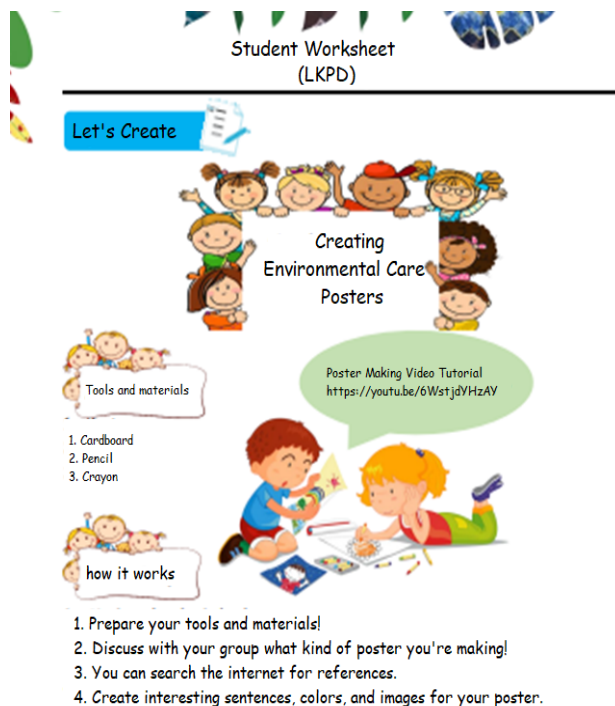 Student Worksheet
(LKPD)
Let's Create
Creating
Environmental Care
Posters
Poster Making Video Tutorial
https://youtu.be/6WstjdYHzAY
Tools and materials
1. Cardboard
2. Pencil
3. Crayon
how it works
1. Prepare your tools and materials!
2. Discuss with your group what kind of poster you're making!
3. You can search the internet for references.
4. Create interesting sentences, colors, and images for your poster.